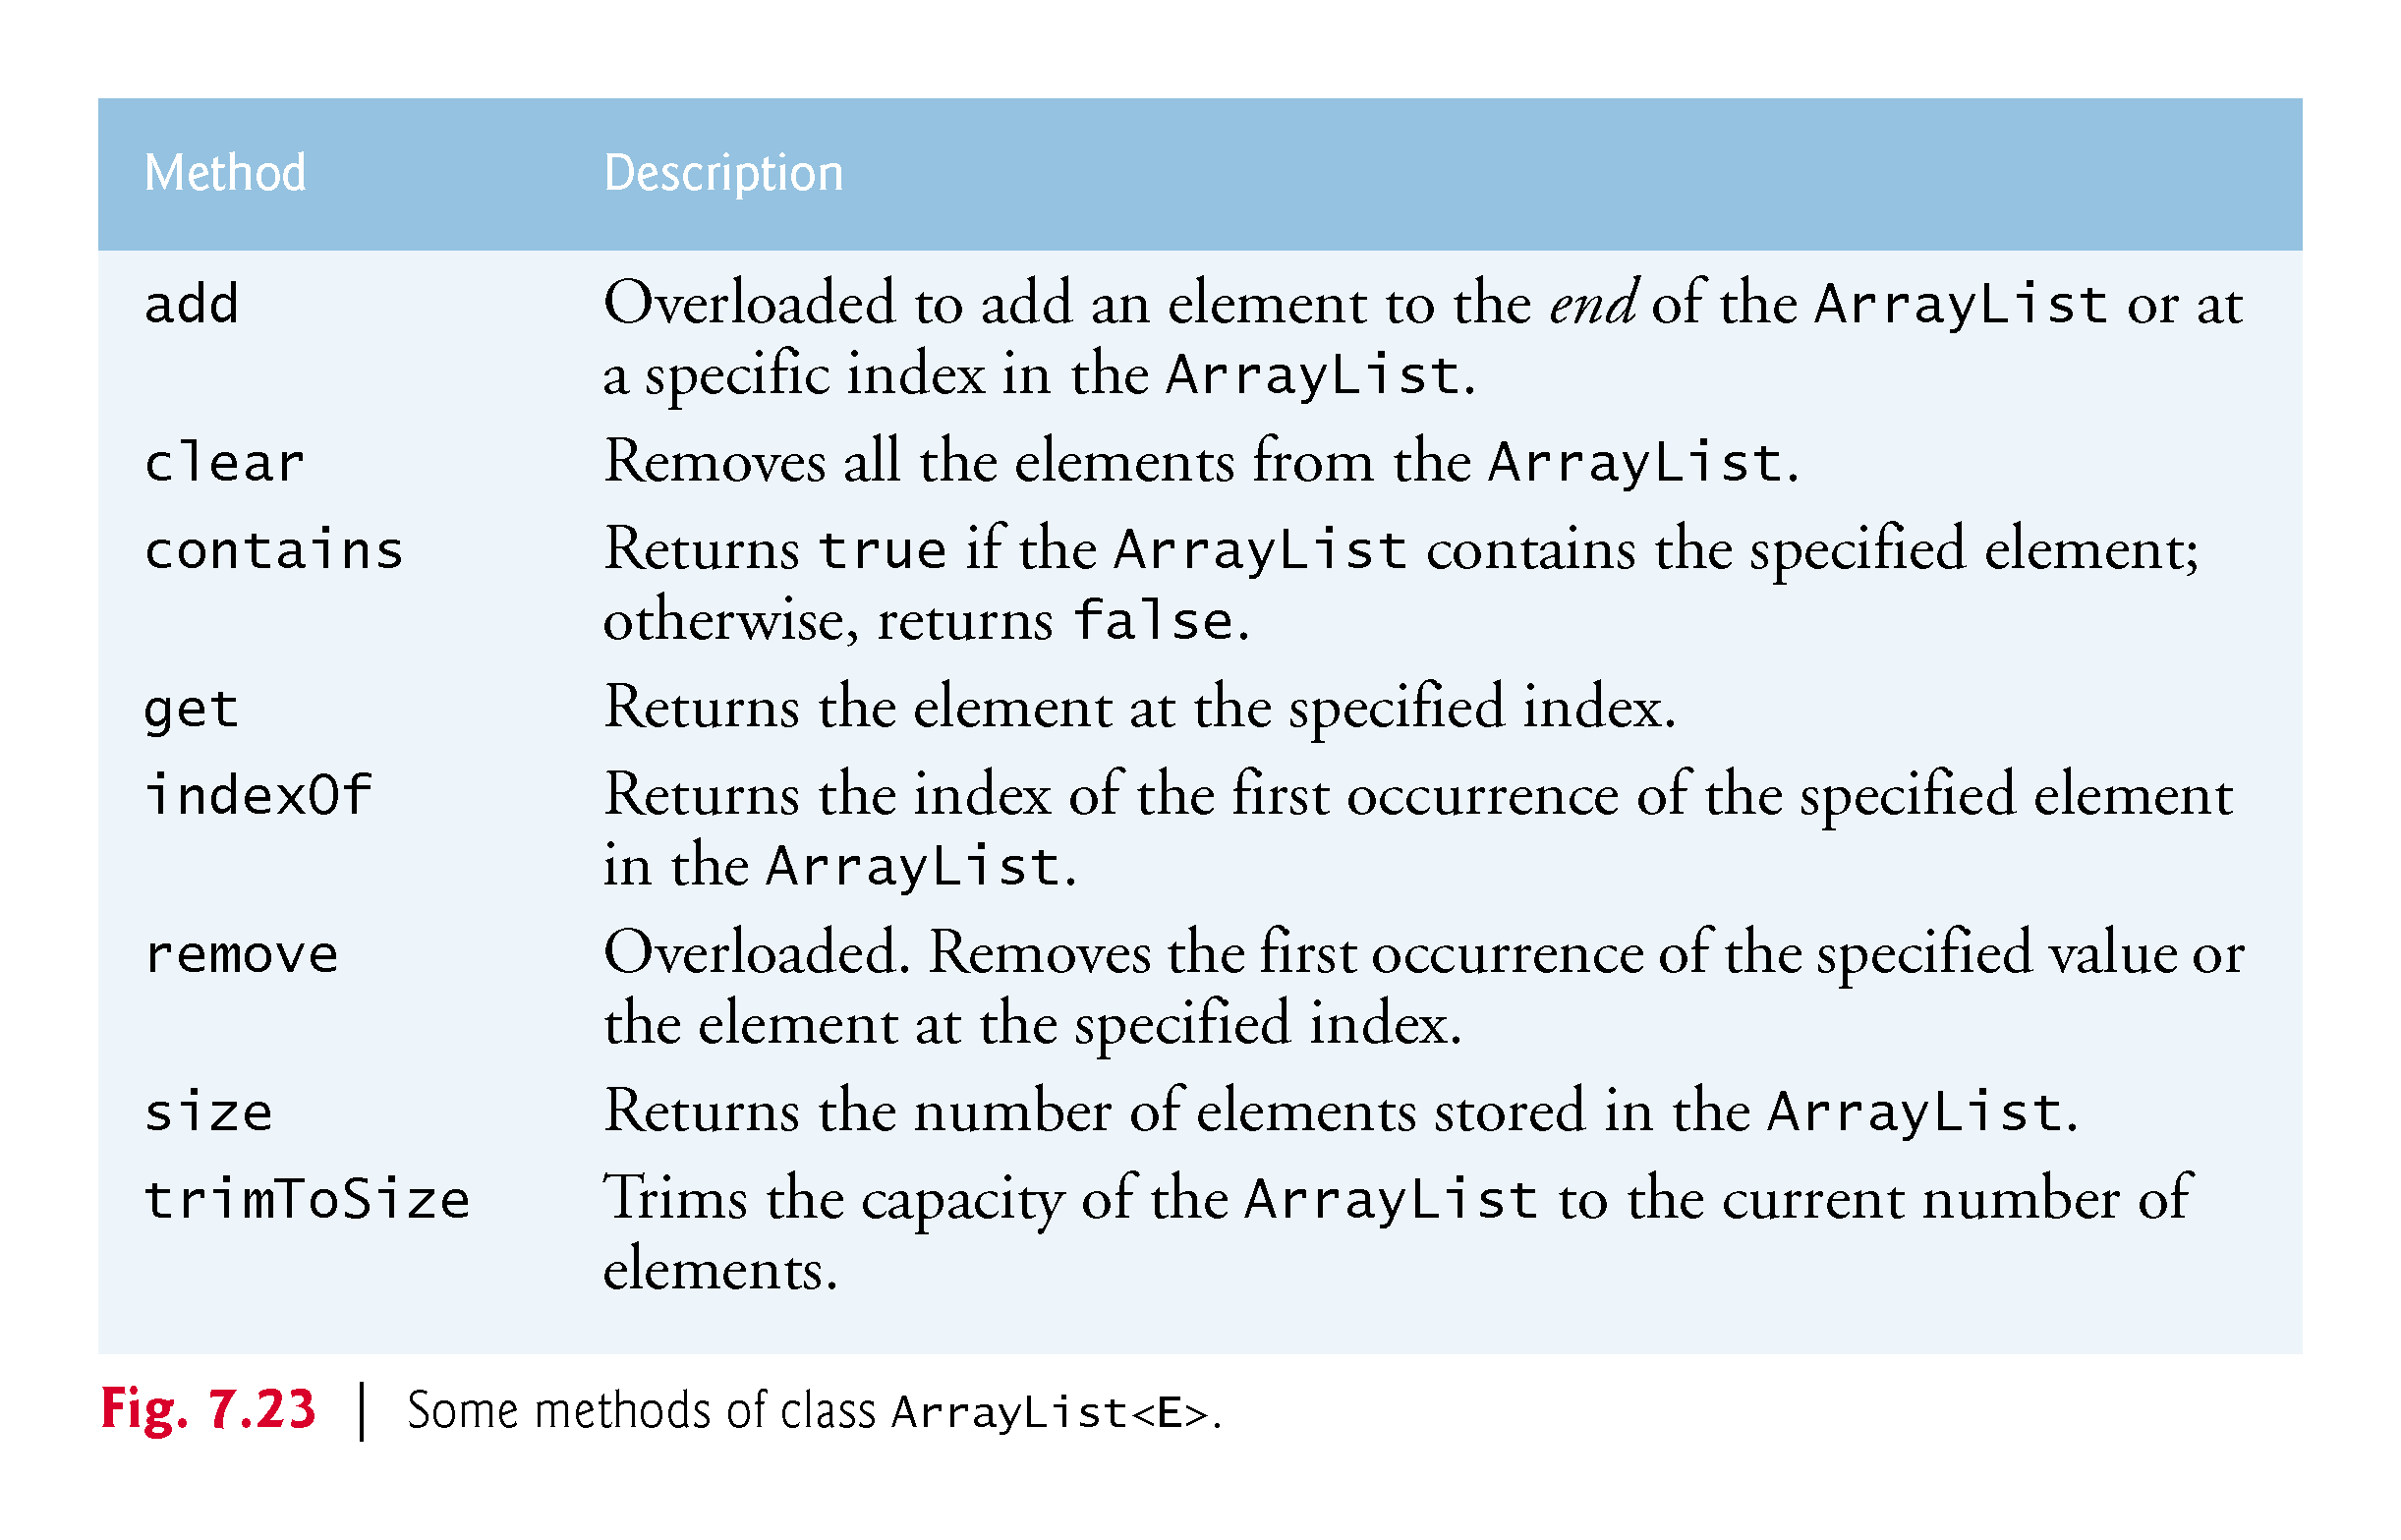 Method Description
add Overloaded to add an element to the end of the ArrayList or at
a specific index in the ArrayList.
clear Removes all the elements from the ArrayList.
contains Returns true if the ArrayList contains the specified element;
otherwise, returns false.
get Returns the element at the specified index.
indexOf Returns the index of the first occurrence of the specified element
in the ArrayList.
remove Overloaded. Removes the first occurrence of the specified value or
the element at the specified index.
size Returns the number of elements stored in the ArrayList.
trimToSize Trims the capacity of the ArrayList to the current number of
elements.
Fig. 7.23 | Some methods of class ArrayList<E>.